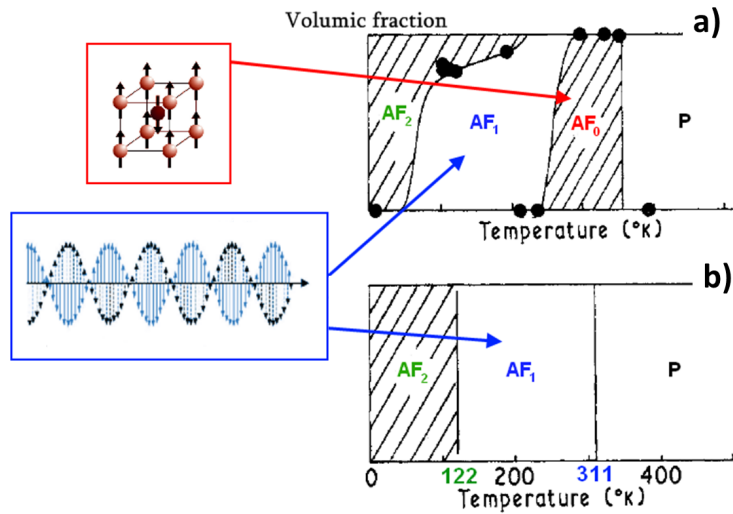 Volumic fraction
a)
AF₂
AF₁
AF₀
P
Temperature (°K)
b)
AF₂
AF₁
P
0 122 200 311 400
Temperature (°K)